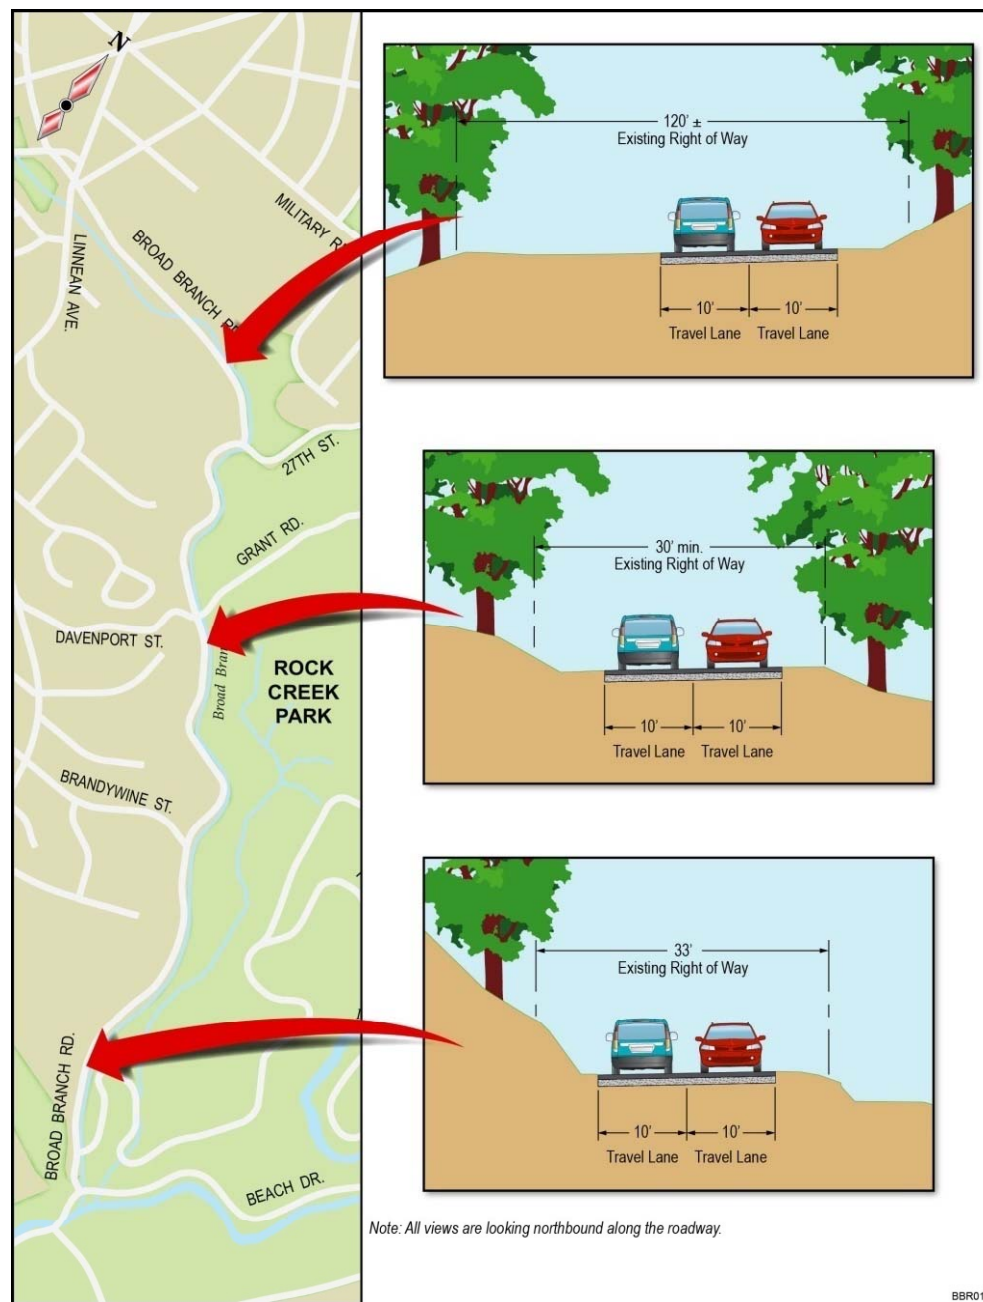 N
MILITARY R
LINNEAN AVE.
BROAD BRANCH R
27TH ST.
GRANT RD.
DAVENPORT ST.
Broad Bran
ROCK
CREEK
PARK
BRANDYWINE ST.
BROAD BRANCH RD.
BEACH DR.
120' ±
Existing Right of Way
10' 10'
Travel Lane Travel Lane
30' min.
Existing Right of Way
10' 10'
Travel Lane Travel Lane
33'
Existing Right of Way
10' 10'
Travel Lane Travel Lane
Note: All views are looking northbound along the roadway.
BBR01